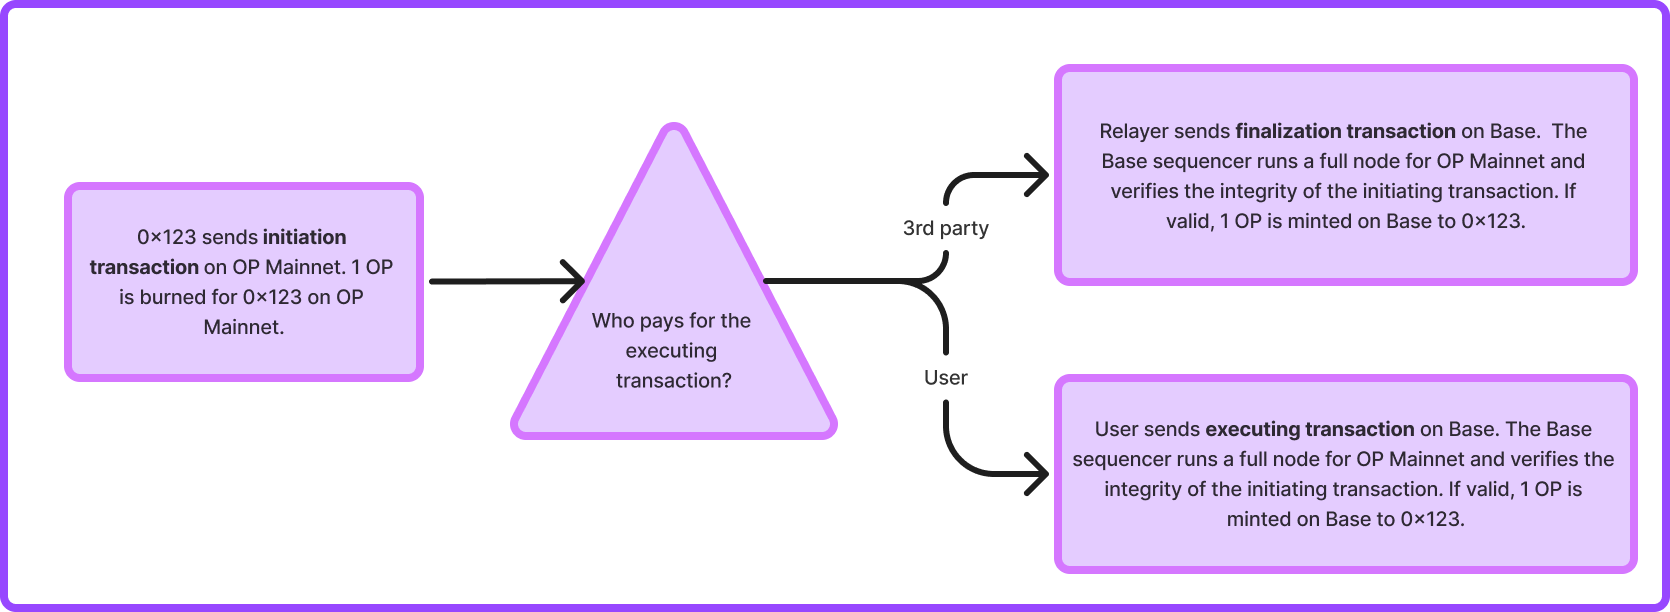 0×123 sends initiation
transaction on OP Mainnet. 1 OP
is burned for 0×123 on OP
Mainnet.
Who pays for the
executing
transaction?
3rd party
User
Relayer sends finalization transaction on Base.  The
Base sequencer runs a full node for OP Mainnet and
verifies the integrity of the initiating transaction. If
valid, 1 OP is minted on Base to 0×123.
User sends executing transaction on Base. The Base
sequencer runs a full node for OP Mainnet and verifies the
integrity of the initiating transaction. If valid, 1 OP is
minted on Base to 0×123.